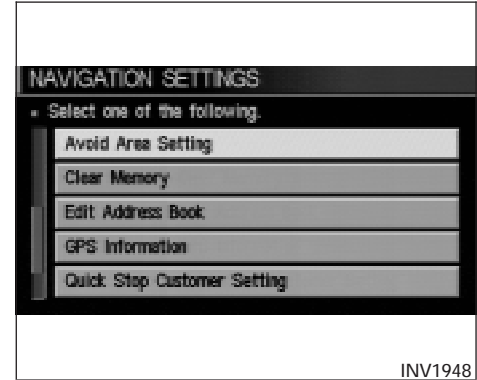 NAVIGATION SETTINGS
Select one of the following.
Avoid Area Setting
Clear Memory
Edit Address Book
GPS Information
Quick Stop Customer Setting
INV1948